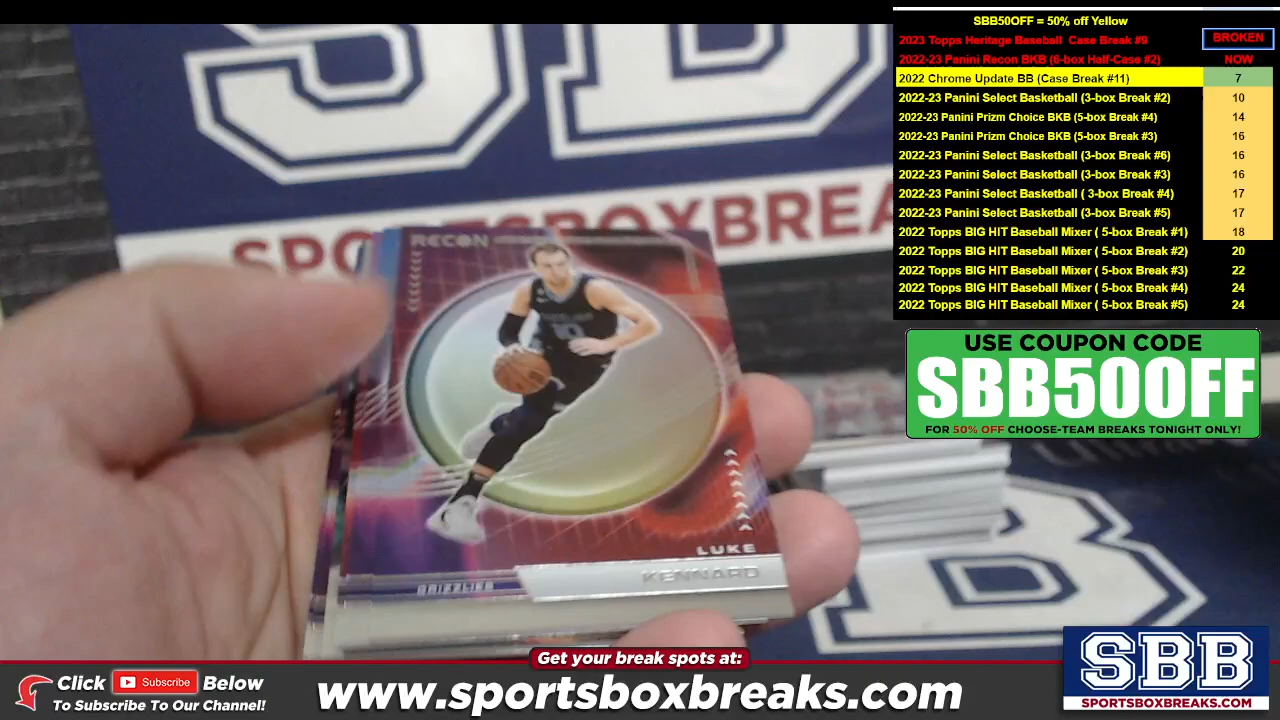 SBB50OFF = 50% off Yellow
2023 Topps Heritage Baseball Case Break #9 BROKEN
2022-23 Panini Recon BKB (6-box Half-Case #2) NOW
2022 Chrome Update BB (Case Break #11) 7
2022-23 Panini Select Basketball (3-box Break #2) 10
2022-23 Panini Prizm Choice BKB (5-box Break #4) 14
2022-23 Panini Prizm Choice BKB (5-box Break #3) 16
2022-23 Panini Select Basketball (3-box Break #6) 16
2022-23 Panini Select Basketball (3-box Break #3) 16
2022-23 Panini Select Basketball ( 3-box Break #4) 17
2022-23 Panini Select Basketball (3-box Break #5) 17
2022 Topps BIG HIT Baseball Mixer ( 5-box Break #1) 18
2022 Topps BIG HIT Baseball Mixer ( 5-box Break #2) 20
2022 Topps BIG HIT Baseball Mixer ( 5-box Break #3) 22
2022 Topps BIG HIT Baseball Mixer ( 5-box Break #4) 24
2022 Topps BIG HIT Baseball Mixer ( 5-box Break #5) 24
USE COUPON CODE
SBB50OFF
FOR 50% OFF CHOOSE-TEAM BREAKS TONIGHT ONLY!
SPORTSBOXBREA
RECON
10
LUKE
KENNARD
GRIZZLIES
Get your break spots at:
Click Subscribe Below
To Subscribe To Our Channel!
www.sportsboxbreaks.com
SBB
SPORTSBOXBREAKS.COM